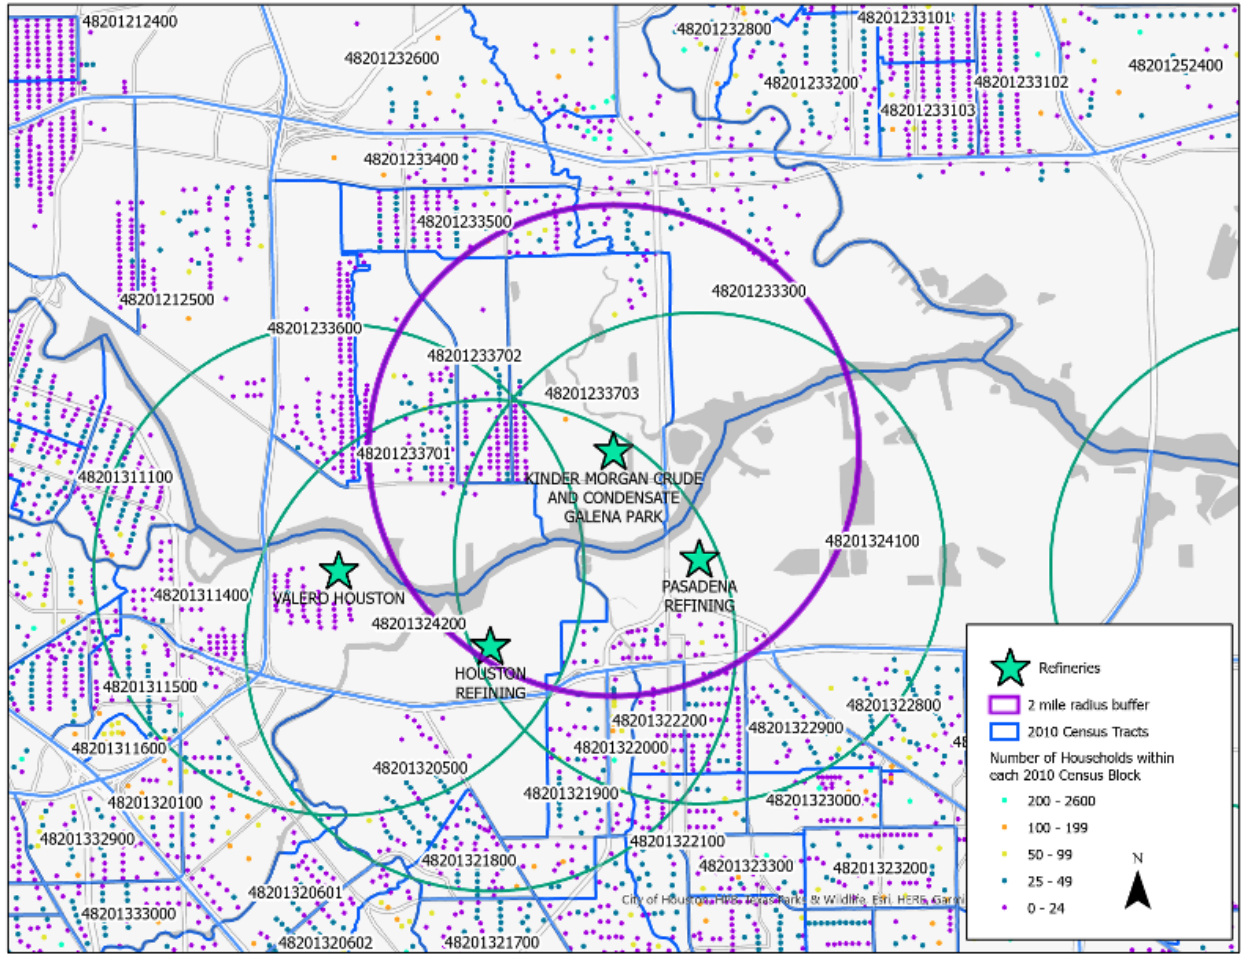 48201212400
48201232600
48201232800
48201233101
48201233200
48201233102
48201252400
48201233103
48201233400
48201233500
48201212500
48201233300
48201233600
48201233702
48201233703
48201233701
48201311100
KINDER MORGAN CRUDE
AND CONDENSATE
GALENA PARK
48201324100
VALERO HOUSTON
48201311400
PASADENA
REFINING
48201324200
HOUSTON
REFINING
48201311500
48201322200
48201322900
48201322800
48201311600
48201322000
48201320500
48201321900
48201320100
48201323000
48201332900
48201322100
48201321800
48201323300
48201323200
48201320601
48201333000
48201320602
48201321700
Refineries
2 mile radius buffer
2010 Census Tracts
Number of Households within
each 2010 Census Block
200 - 2600
100 - 199
50 - 99
25 - 49
0 - 24
N
City of Houston, HPB, Texas Parks & Wildlife, Esri, HERE, Garmi